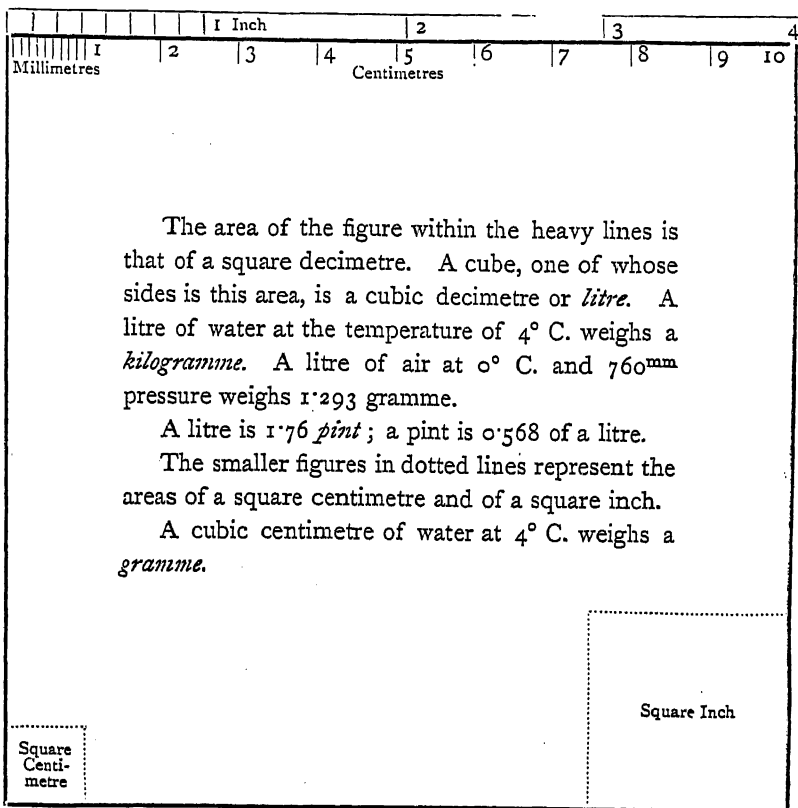 1 Inch 2 3 4
1 2 3 4 5 6 7 8 9 10
Millimetres Centimetres
The area of the figure within the heavy lines is
that of a square decimetre. A cube, one of whose
sides is this area, is a cubic decimetre or litre. A
litre of water at the temperature of 4° C. weighs a
kilogramme. A litre of air at 0° C. and 760mm
pressure weighs 1·293 gramme.
A litre is 1·76 pint; a pint is 0·568 of a litre.
The smaller figures in dotted lines represent the
areas of a square centimetre and of a square inch.
A cubic centimetre of water at 4° C. weighs a
gramme.
Square Inch
Square
Centi-
metre